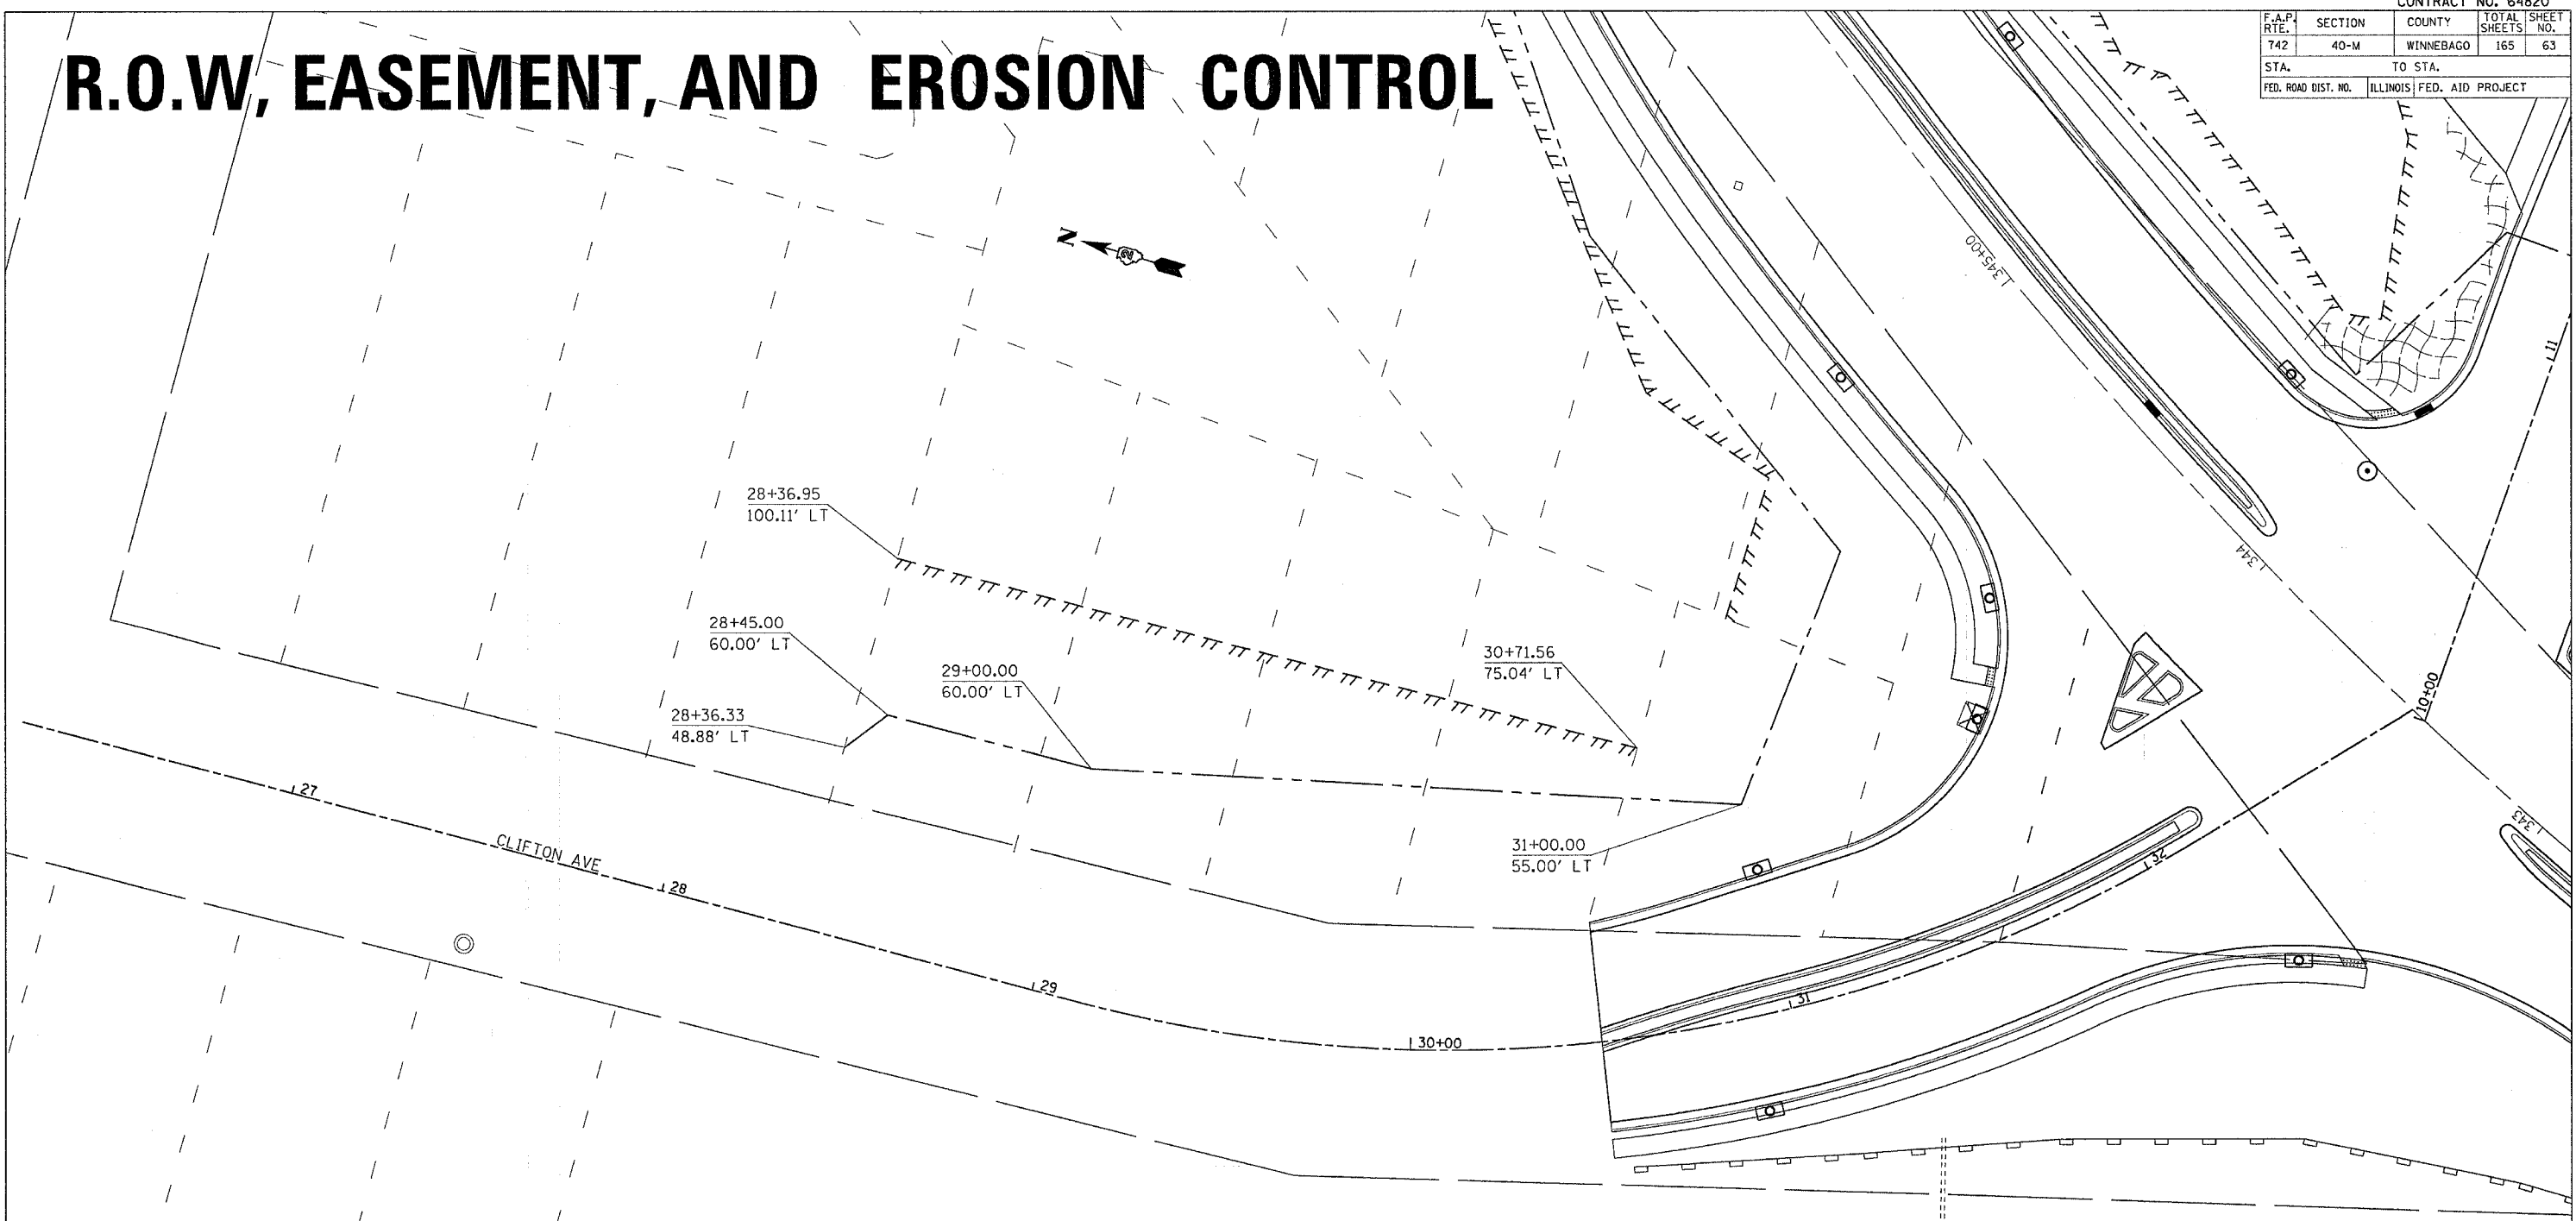 CONTRACT NO. 64820
F.A.P. RTE. SECTION COUNTY TOTAL SHEETS SHEET NO.
742 40-M WINNEBAGO 165 63
STA. TO STA.
FED. ROAD DIST. NO. ILLINOIS FED. AID PROJECT
R.O.W, EASEMENT, AND EROSION CONTROL
N
345+00
11
28+36.95
100.11' LT
344
28+45.00
60.00' LT
29+00.00
60.00' LT
30+71.56
75.04' LT
28+36.33
48.88' LT
10+00
27
343
CLIFTON AVE
31+00.00
55.00' LT
32
28
29
31
30+00